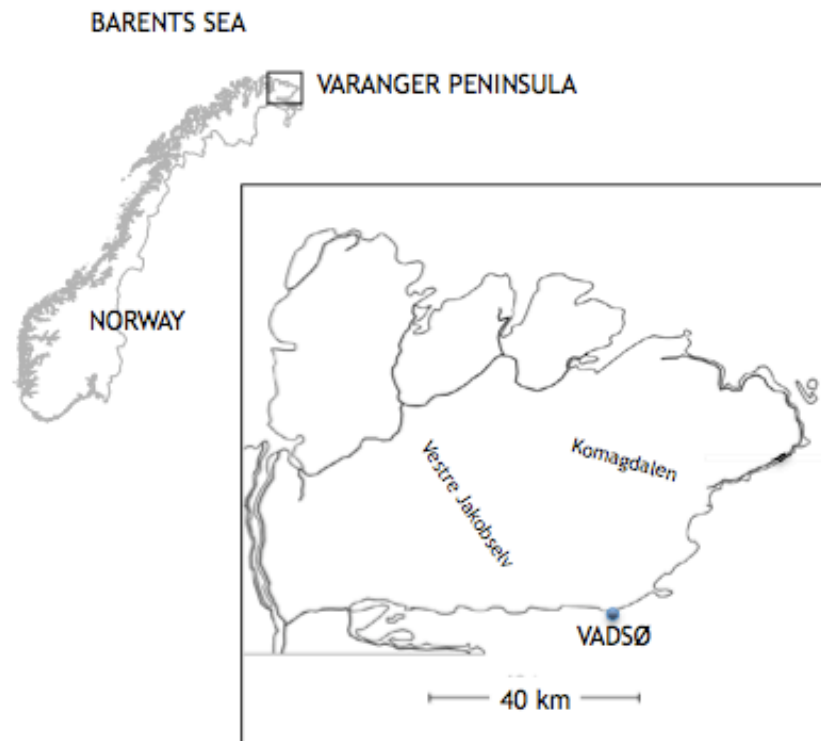 BARENTS SEA
VARANGER PENINSULA
NORWAY
Komagdalen
Vestre Jakobselv
VADSØ
40 km